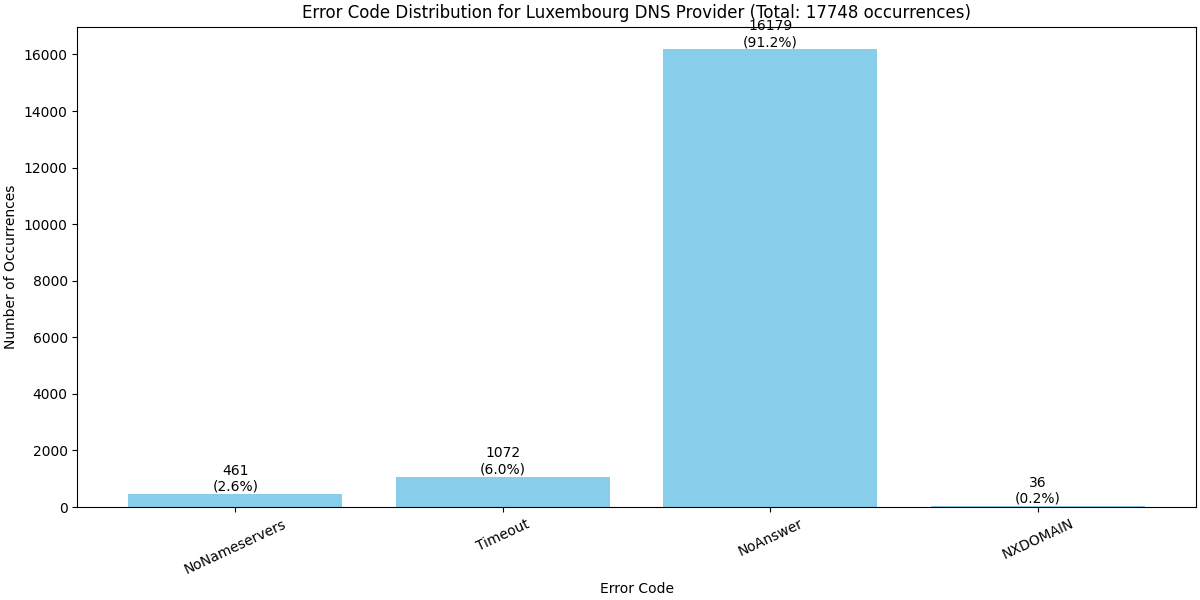 Error Code Distribution for Luxembourg DNS Provider (Total: 17748 occurrences)
16179
(91.2%)
16000
14000
12000
10000
8000
6000
4000
2000
0
Number of Occurrences
461
(2.6%)
1072
(6.0%)
36
(0.2%)
NoNameservers
Timeout
NoAnswer
NXDOMAIN
Error Code